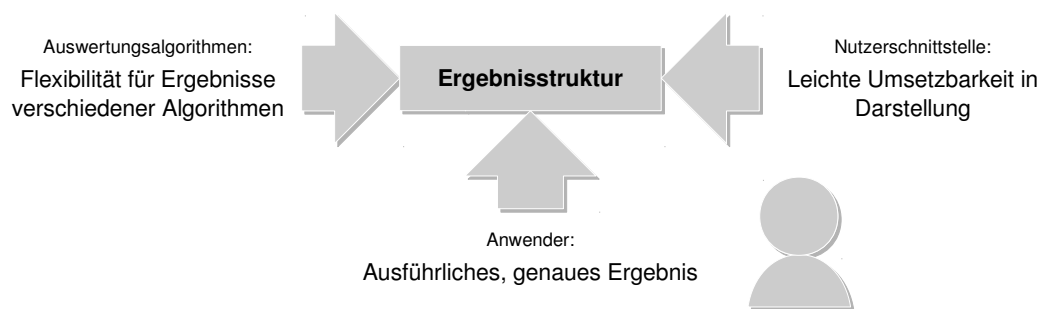 Auswertungsalgorithmen:
Flexibilität für Ergebnisse
verschiedener Algorithmen
Ergebnisstruktur
Nutzerschnittstelle:
Leichte Umsetzbarkeit in
Darstellung
Anwender:
Ausführliches, genaues Ergebnis